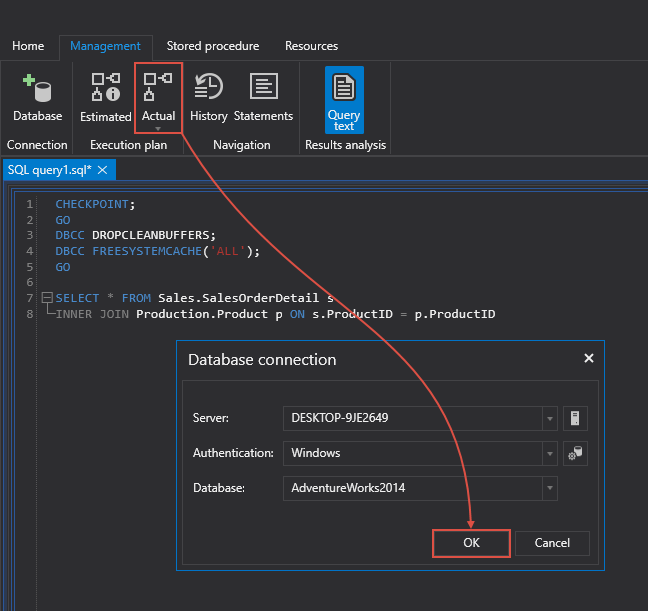 Home Management Stored procedure Resources
Database Estimated Actual History Statements Query text
Connection Execution plan Navigation Results analysis
SQL query1.sql*
1 CHECKPOINT;
2 GO
3 DBCC DROPCLEANBUFFERS;
4 DBCC FREESYSTEMCACHE('ALL');
5 GO
6
7 SELECT * FROM Sales.SalesOrderDetail s
8 INNER JOIN Production.Product p ON s.ProductID = p.ProductID
Database connection
Server: DESKTOP-9JE2649
Authentication: Windows
Database: AdventureWorks2014
OK Cancel